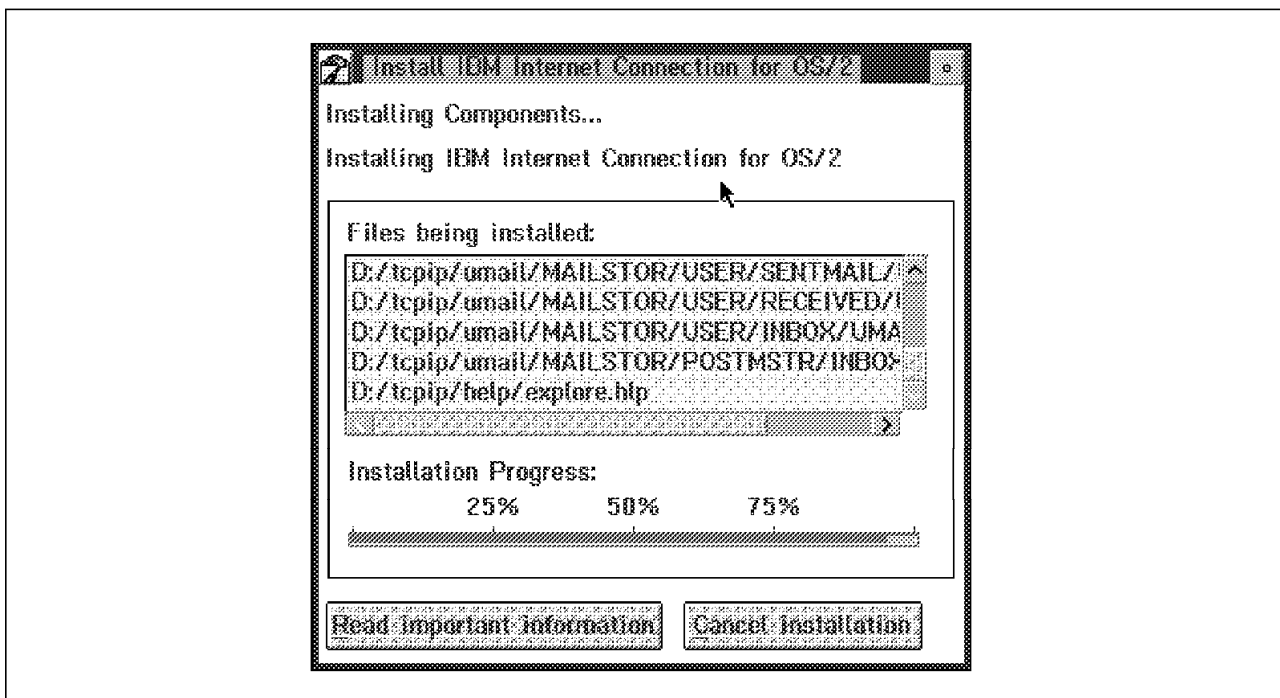 Install IBM Internet Connection for OS/2
Installing Components...
Installing IBM Internet Connection for OS/2
Files being installed:
D:/tcpip/umail/MAILSTOR/USER/SENTMAIL/
D:/tcpip/umail/MAILSTOR/USER/RECEIVED/
D:/tcpip/umail/MAILSTOR/USER/INBOX/UMA
D:/tcpip/umail/MAILSTOR/POSTMSTR/INBOX
D:/tcpip/help/explore.hlp
Installation Progress:
25% 50% 75%
Read Important Information Cancel Installation